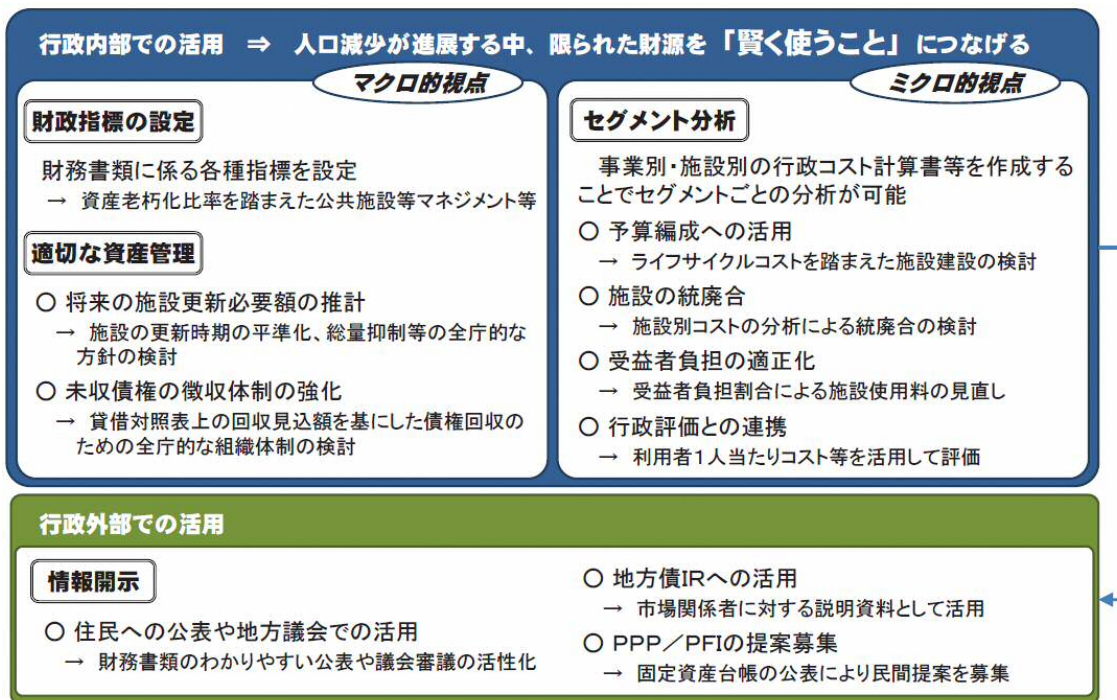 行政内部での活用 ⇒ 人口減少が進展する中、限られた財源を「賢く使うこと」につなげる
マクロ的視点
財政指標の設定
財務書類に係る各種指標を設定
→ 資産老朽化比率を踏まえた公共施設等マネジメント等
適切な資産管理
○ 将来の施設更新必要額の推計
→ 施設の更新時期の平準化、総量抑制等の全庁的な
方針の検討
○ 未収債権の徴収体制の強化
→ 貸借対照表上の回収見込額を基にした債権回収の
ための全庁的な組織体制の検討
ミクロ的視点
セグメント分析
事業別・施設別の行政コスト計算書等を作成する
ことでセグメントごとの分析が可能
○ 予算編成への活用
→ ライフサイクルコストを踏まえた施設建設の検討
○ 施設の統廃合
→ 施設別コストの分析による統廃合の検討
○ 受益者負担の適正化
→ 受益者負担割合による施設使用料の見直し
○ 行政評価との連携
→ 利用者1人当たりコスト等を活用して評価
行政外部での活用
情報開示
○ 住民への公表や地方議会での活用
→ 財務書類のわかりやすい公表や議会審議の活性化
○ 地方債IRへの活用
→ 市場関係者に対する説明資料として活用
○ PPP/PFIの提案募集
→ 固定資産台帳の公表により民間提案を募集